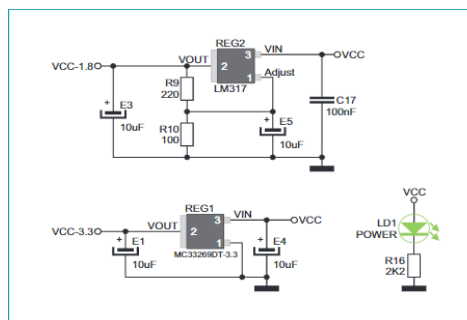 REG2
VOUT
3
VIN
VCC
VCC-1.8
2
1
Adjust
R9
220
LM317
+
E3
10uF
R10
100
+
E5
10uF
C17
100nF
REG1
VOUT
3
VIN
VCC
VCC-3.3
2
1
+
E1
10uF
MC33269DT-3.3
+
E4
10uF
VCC
LD1
POWER
R16
2K2